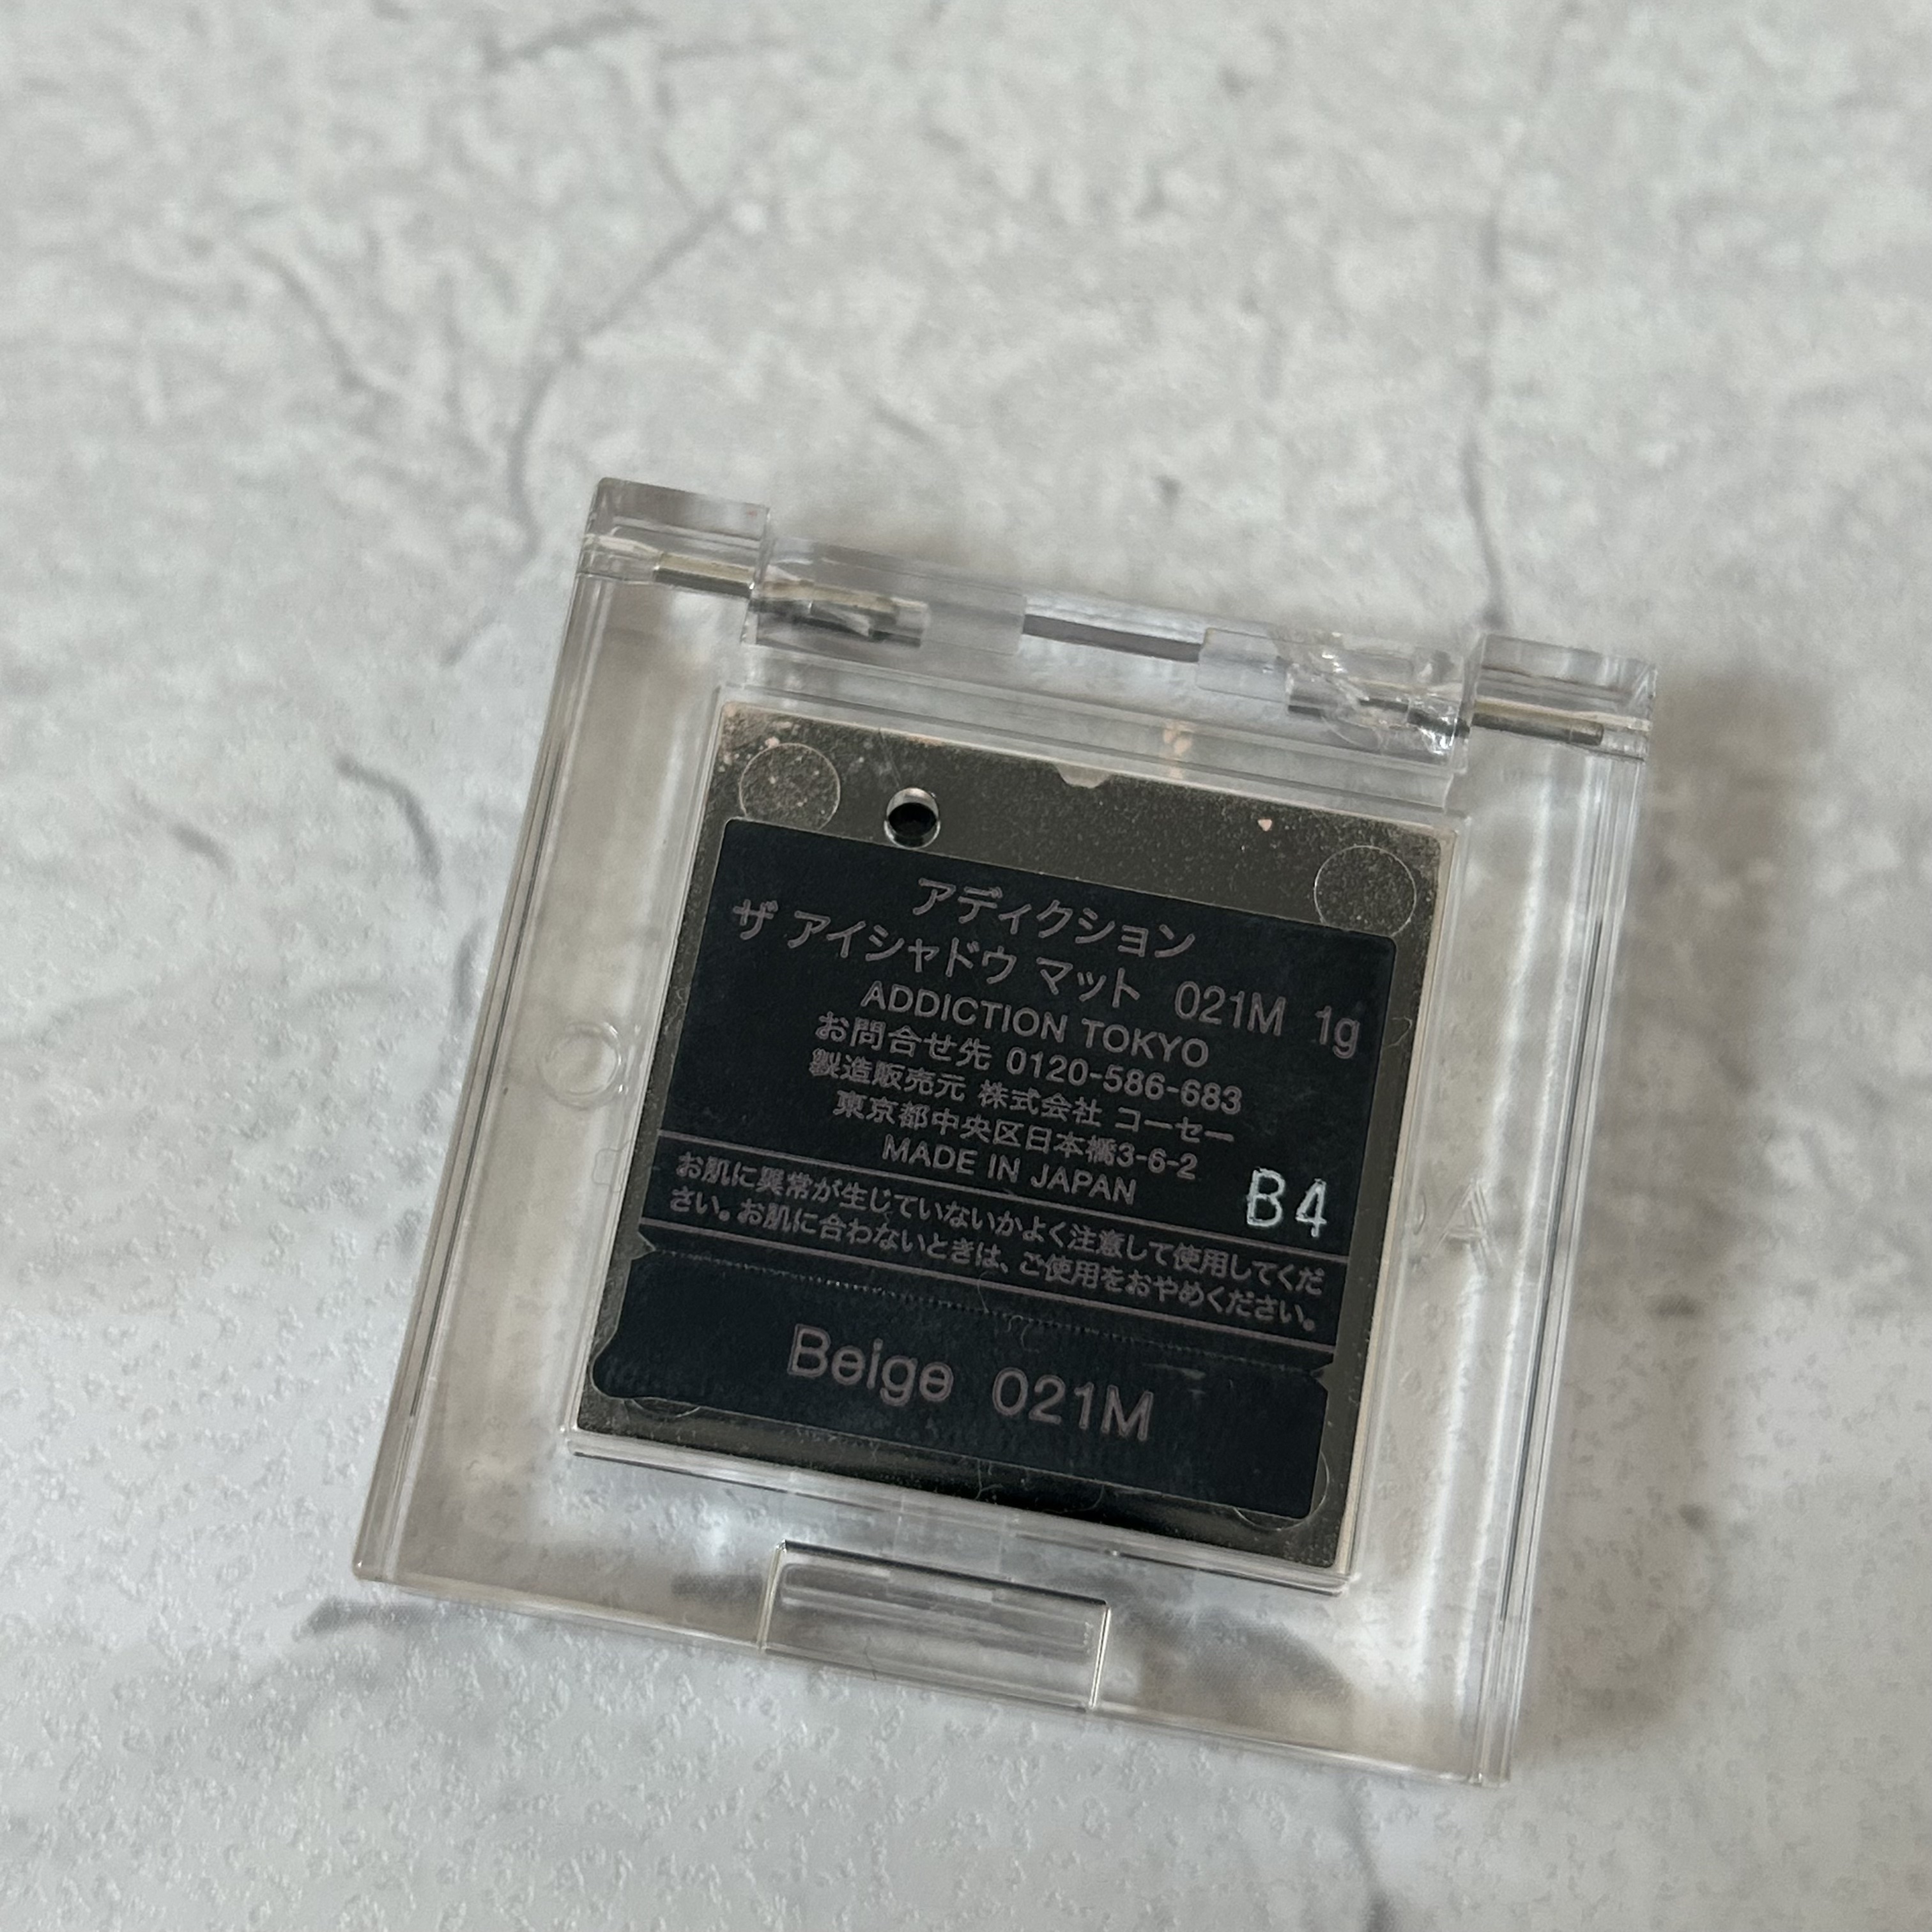 アディクション
ザ アイシャドウ マット 021M 1g
ADDICTION TOKYO
お問合せ先 0120-586-683
製造販売元 株式会社 コーセー
東京都中央区日本橋3-6-2
MADE IN JAPAN
B4
お肌に異常が生じていないかよく注意して使用してくだ
さい。お肌に合わないときは、ご使用をおやめください。
Beige 021M